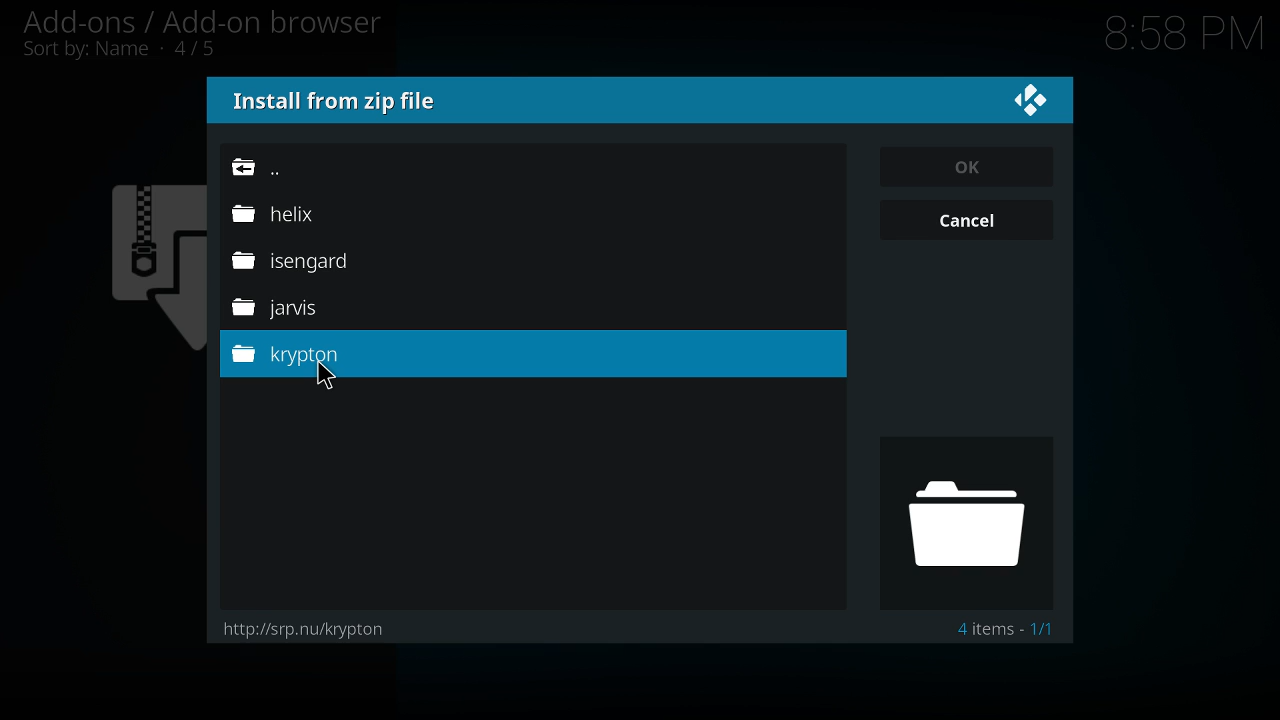 Add-ons / Add-on browser
Sort by: Name · 4 / 5
8:58 PM
Install from zip file
..
helix
isengard
jarvis
krypton
OK
Cancel
http://srp.nu/krypton
4 items - 1/1